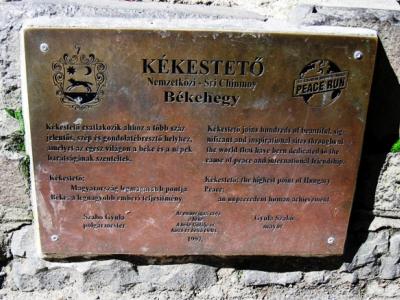 KÉKESTETŐ
Nemzetközi - Sri Chinmoy
Békehegy
PEACE RUN
Kékestető csatlakozik ahhoz a több száz
jelentős, szép és gondolatébresztő helyhez,
amelyet az egész világon a béke és a népek
barátságának szenteltek.
Kékestető:
Magyarország legmagasabb pontja
Béke: a legnagyobb emberi teljesítmény
Szabó Gyula
polgármester
Kékestető joins hundreds of beautiful, sig-
nificant and inspirational sites throughout
the world that have been dedicated to the
cause of peace and international friendship.
Kékestető: the highest point of Hungary
Peace:
an unprecedent human achievement
Gyula Szabó
mayor
1997